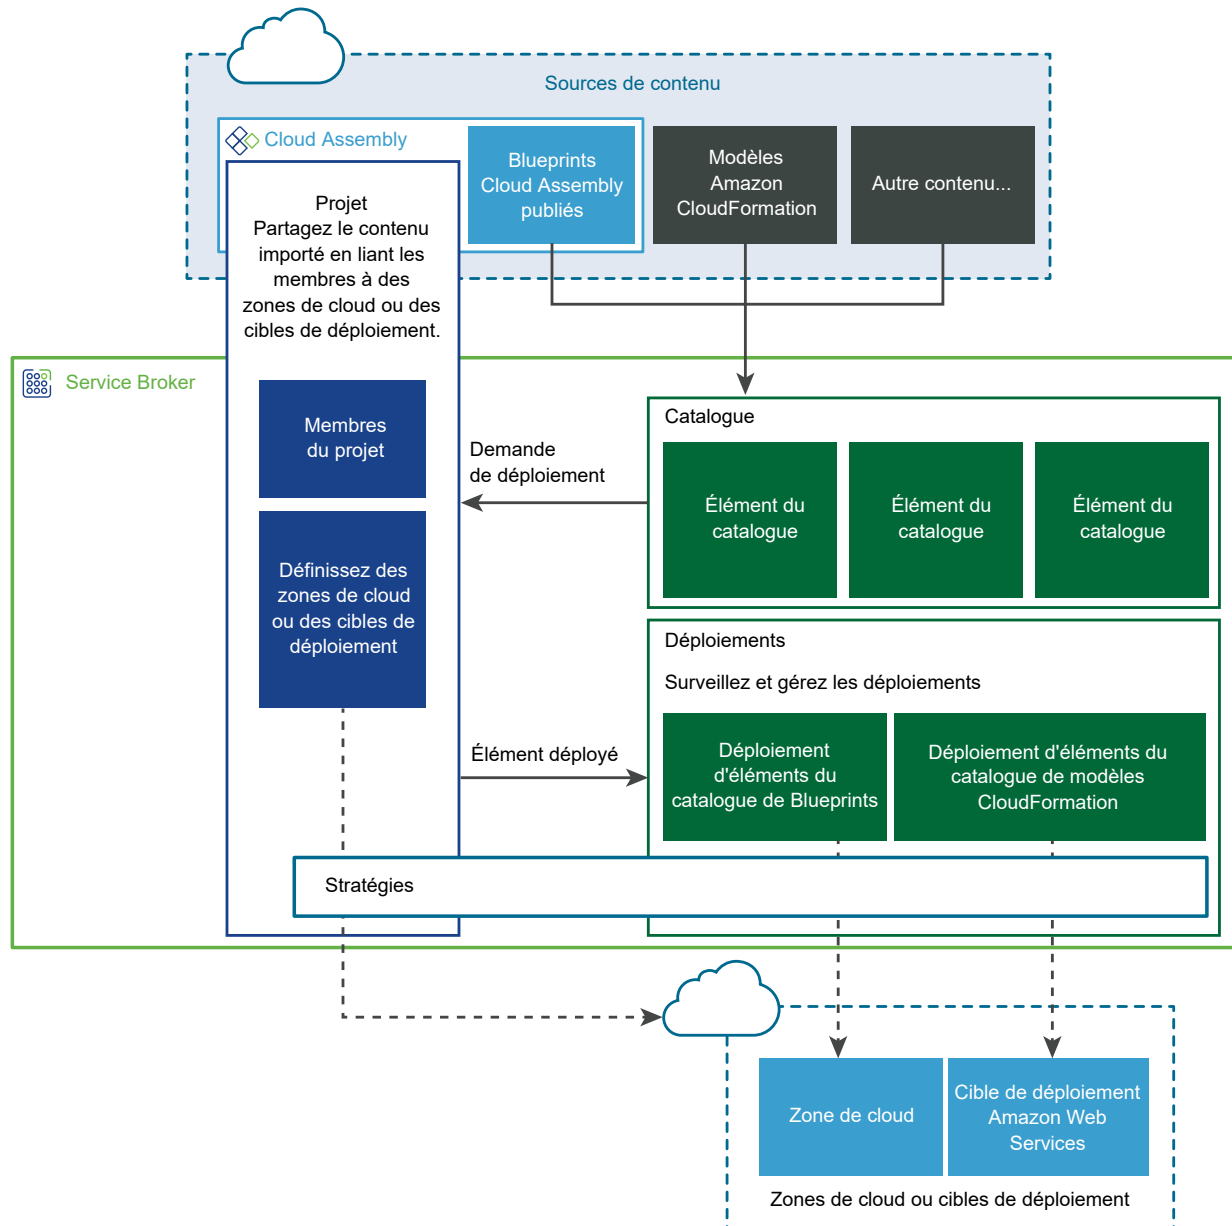 Sources de contenu
Cloud Assembly
Blueprints
Cloud Assembly
publiés
Modèles
Amazon
CloudFormation
Autre contenu...
Projet
Partagez le contenu
importé en liant les
membres à des
zones de cloud ou des
cibles de déploiement.
Service Broker
Membres
du projet
Définissez des
zones de cloud
ou des cibles de
déploiement
Demande
de déploiement
Catalogue
Élément du
catalogue
Élément du
catalogue
Élément du
catalogue
Déploiements
Surveillez et gérez les déploiements
Élément déployé
Déploiement
d'éléments du
catalogue de Blueprints
Déploiement d'éléments du
catalogue de modèles
CloudFormation
Stratégies
Zone de cloud
Cible de déploiement
Amazon Web
Services
Zones de cloud ou cibles de déploiement